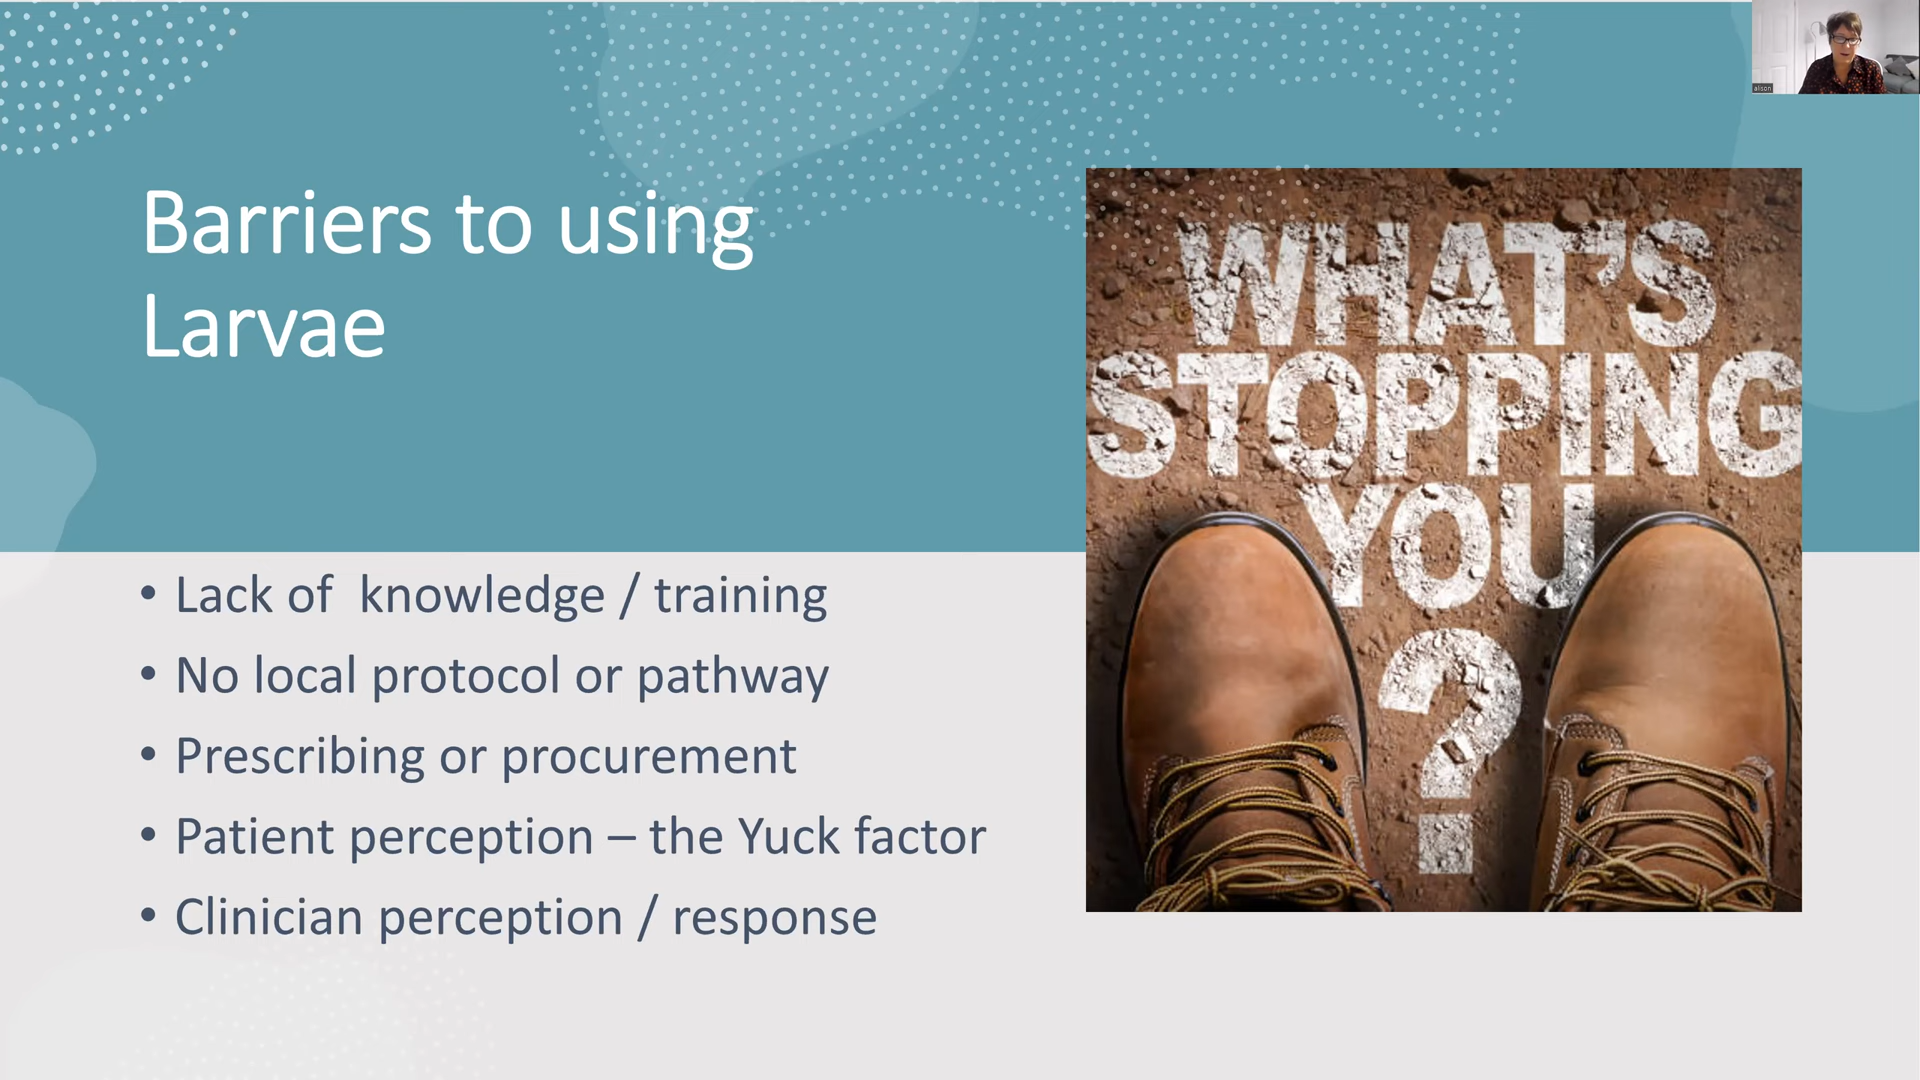 alison
Barriers to using
Larvae
WHAT'S
STOPPING
YOU
?
• Lack of  knowledge / training
• No local protocol or pathway
• Prescribing or procurement
• Patient perception – the Yuck factor
• Clinician perception / response